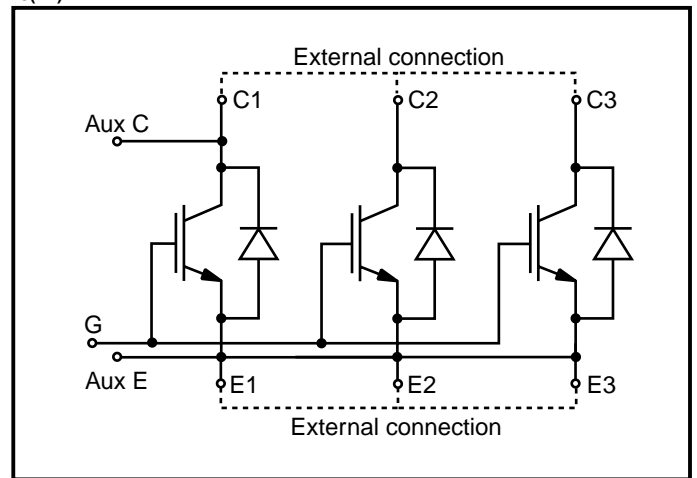 External connection
C1 C2 C3
Aux C
G
Aux E
E1 E2 E3
External connection